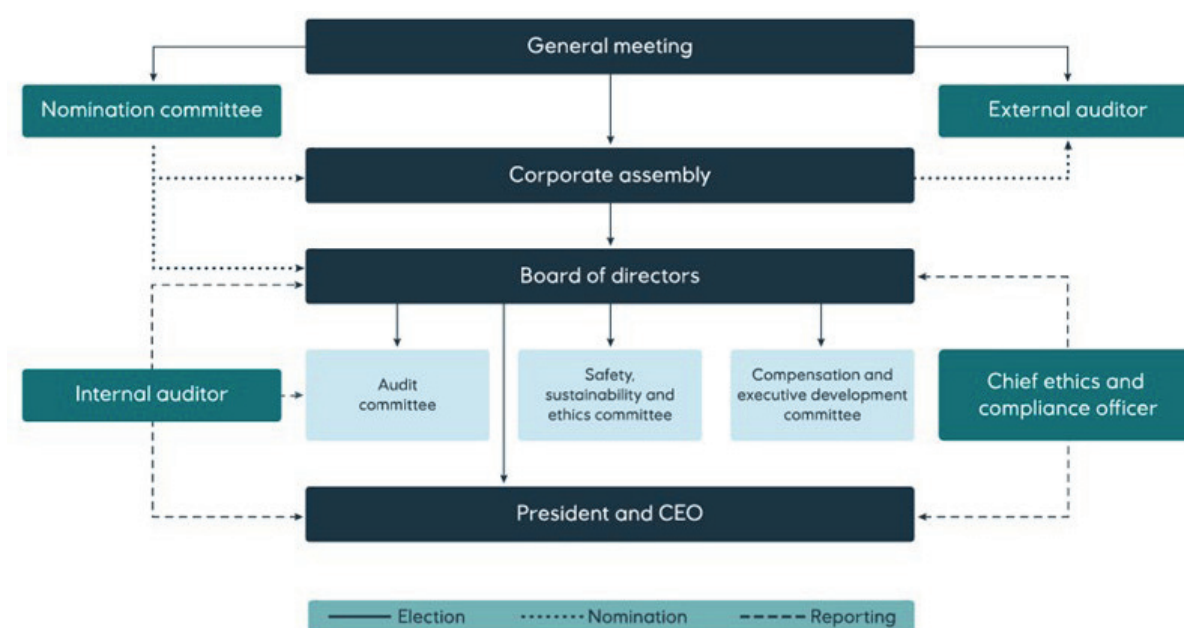 General meeting
Nomination committee
External auditor
Corporate assembly
Board of directors
Internal auditor
Audit
committee
Safety,
sustainability and
ethics committee
Compensation and
executive development
committee
Chief ethics and
compliance officer
President and CEO
Election
Nomination
Reporting